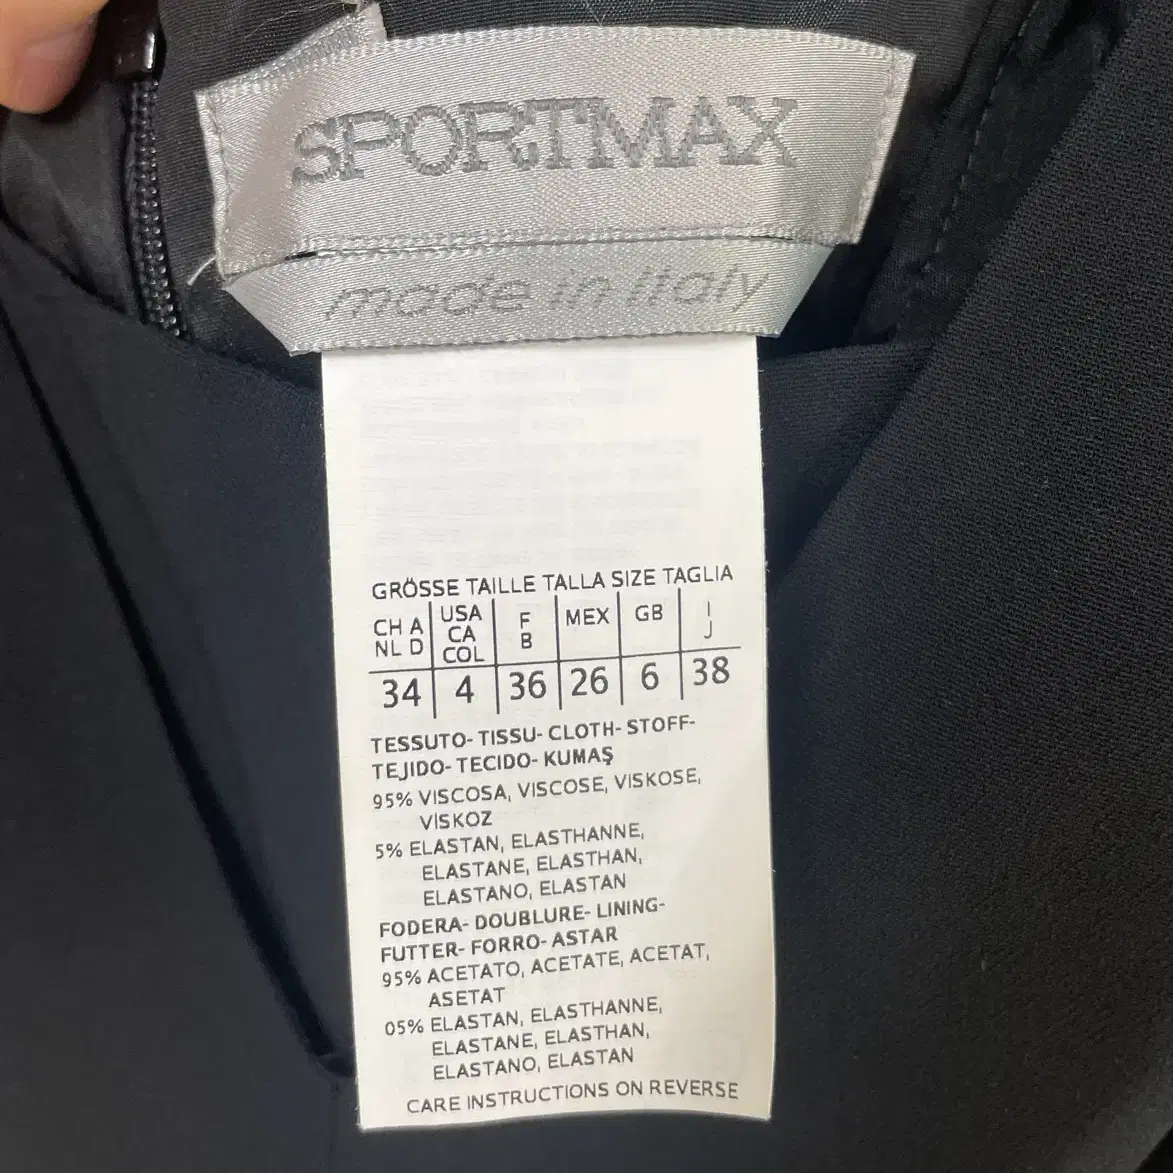 SPORTMAX
made in Italy
GRÖSSE TAILLE TALLA SIZE TAGLIA
CH A NL D | USA CA COL | F B | MEX | GB | I J
34 | 4 | 36 | 26 | 6 | 38
TESSUTO- TISSU- CLOTH- STOFF-
TEJIDO- TECIDO- KUMAŞ
95% VISCOSA, VISCOSE, VISKOSE,
VISKOZ
5% ELASTAN, ELASTHANNE,
ELASTANE, ELASTHAN,
ELASTANO, ELASTAN
FODERA- DOUBLURE- LINING-
FUTTER- FORRO- ASTAR
95% ACETATO, ACETATE, ACETAT,
ASETAT
05% ELASTAN, ELASTHANNE,
ELASTANE, ELASTHAN,
ELASTANO, ELASTAN
CARE INSTRUCTIONS ON REVERSE